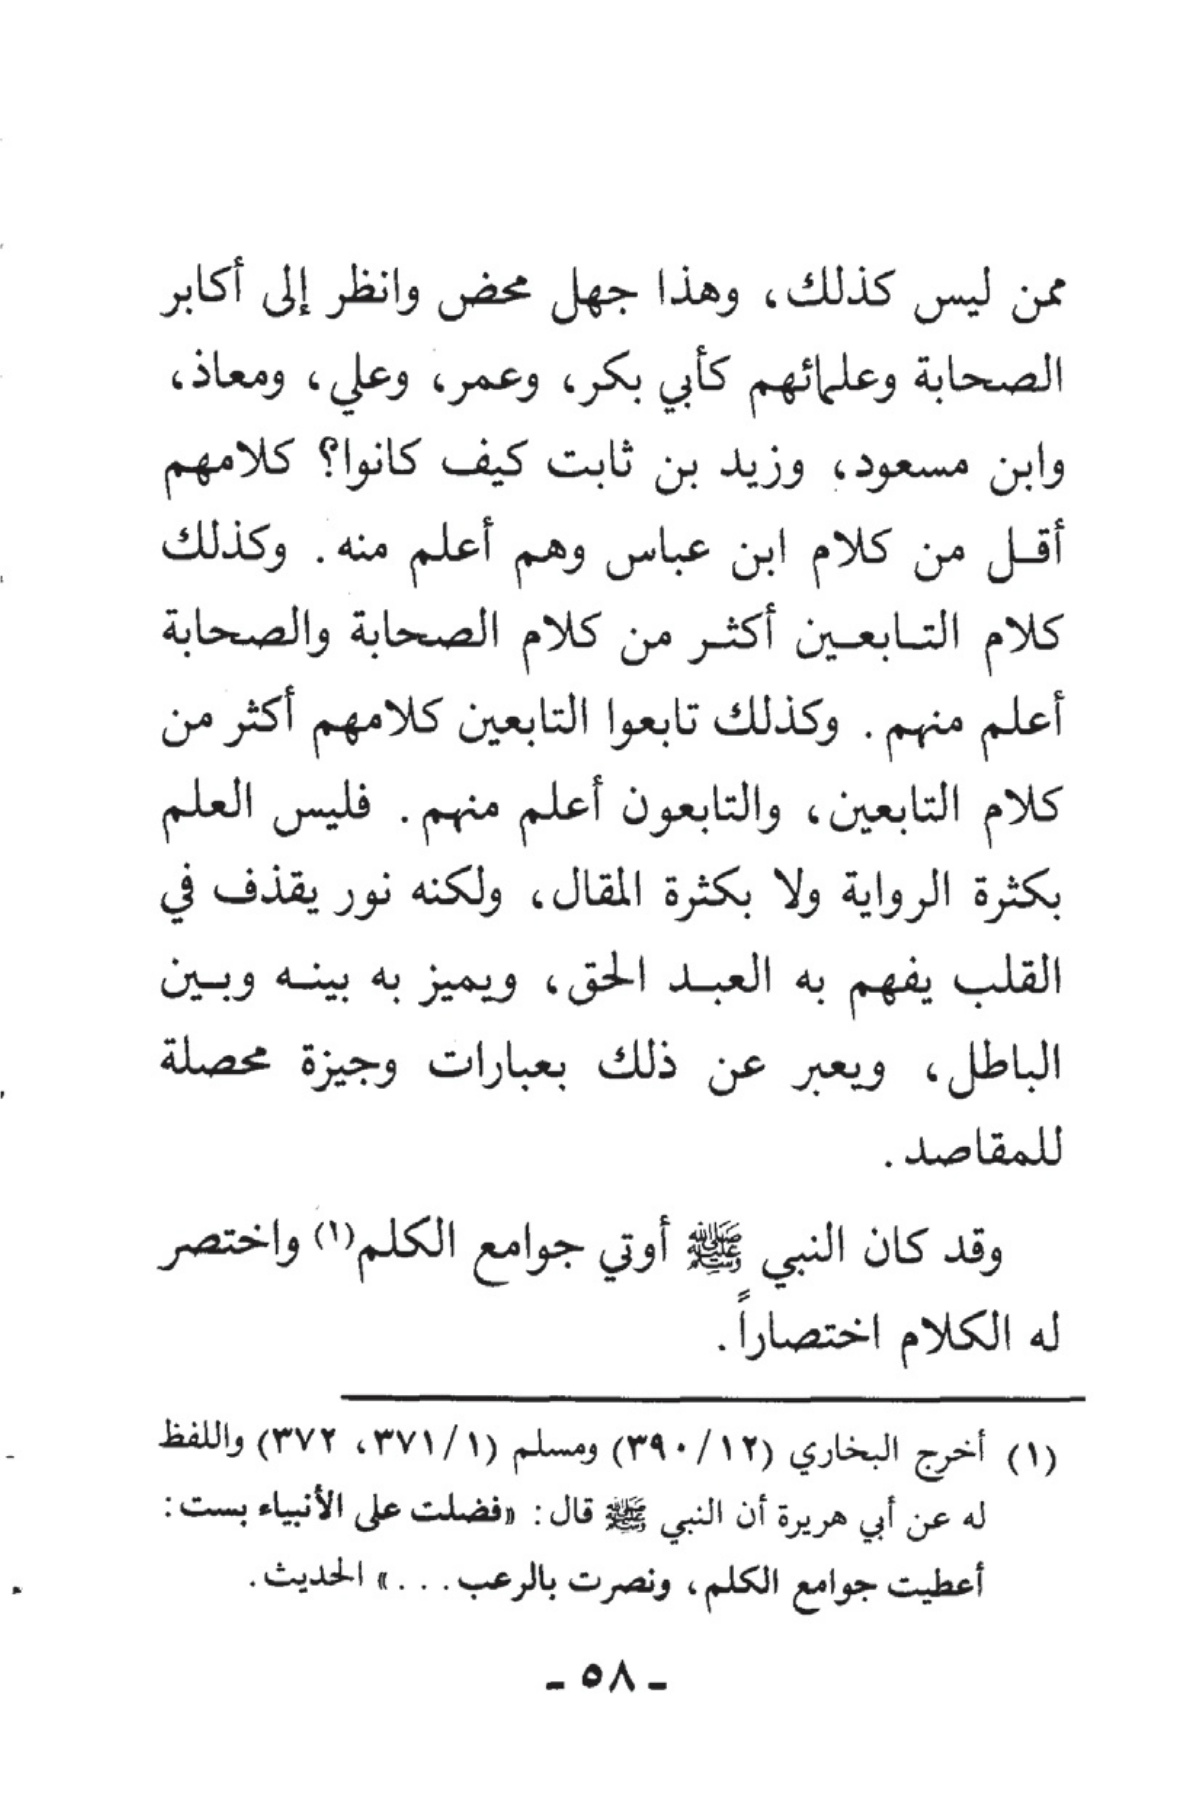 ممن ليس كذلك، وهذا جهل محض وانظر إلى أكابر
الصحابة وعلمائهم كأبي بكر، وعمر، وعلي، ومعاذ،
وابن مسعود، وزيد بن ثابت كيف كانوا؟ كلامهم
أقل من كلام ابن عباس وهم أعلم منه. وكذلك
كلام التابعين أكثر من كلام الصحابة والصحابة
أعلم منهم. وكذلك تابعوا التابعين كلامهم أكثر من
كلام التابعين، والتابعون أعلم منهم. فليس العلم
بكثرة الرواية ولا بكثرة المقال، ولكنه نور يقذف في
القلب يفهم به العبد الحق، ويميز به بينه وبين
الباطل، ويعبر عن ذلك بعبارات وجيزة محصلة
للمقاصد.
وقد كان النبي ﷺ أوتي جوامع الكلم(١) واختصر
له الكلام اختصاراً.
(١) أخرج البخاري (١٢/٣٩٠) ومسلم (١/٣٧١، ٣٧٢) واللفظ
له عن أبي هريرة أن النبي ﷺ قال: «فضلت على الأنبياء بست:
أعطيت جوامع الكلم، ونصرت بالرعب...» الحديث.
- ٥٨ -